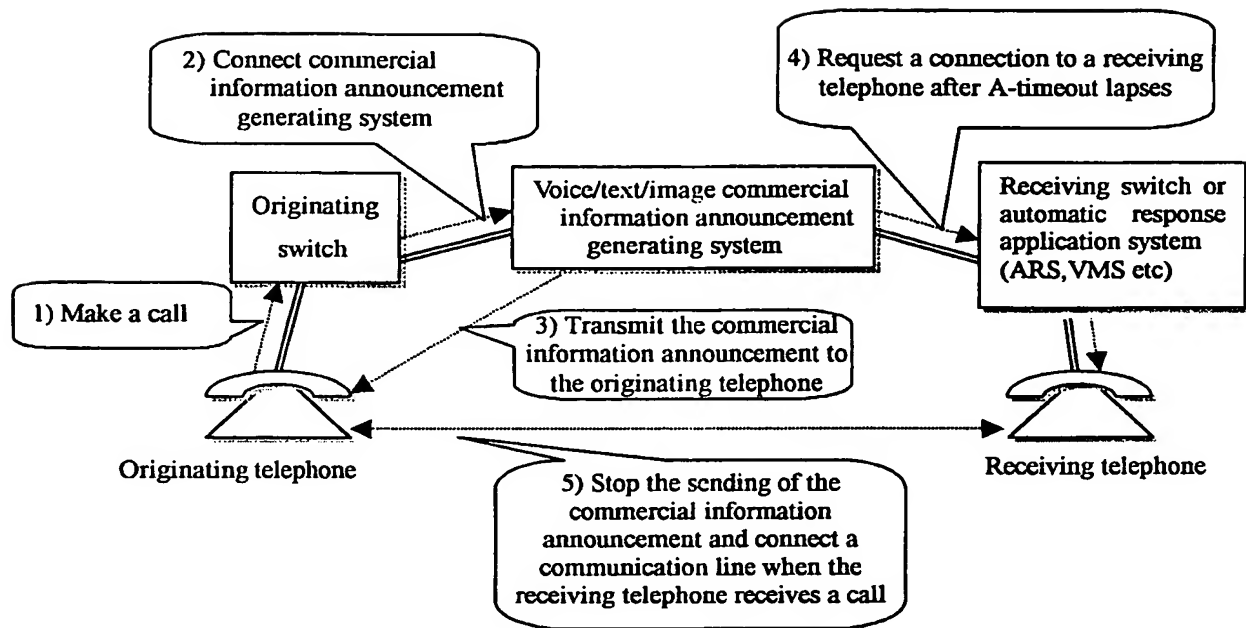 2) Connect commercial
information announcement
generating system
4) Request a connection to a receiving
telephone after A-timeout lapses
Originating
switch
Voice/text/image commercial
information announcement
generating system
Receiving switch or
automatic response
application system
(ARS,VMS etc)
1) Make a call
3) Transmit the commercial
information announcement to
the originating telephone
Originating telephone
Receiving telephone
5) Stop the sending of the
commercial information
announcement and connect a
communication line when the
receiving telephone receives a call